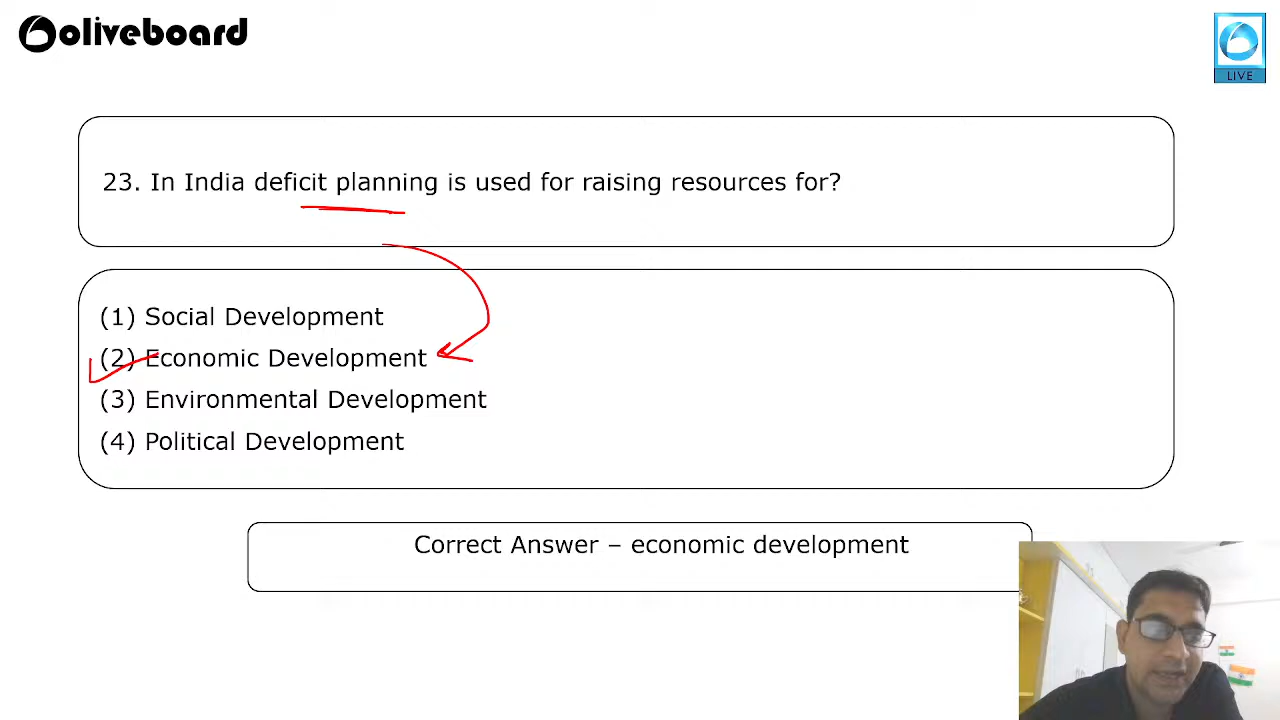 oliveboard
LIVE
23. In India deficit planning is used for raising resources for?
(1) Social Development
(2) Economic Development
(3) Environmental Development
(4) Political Development
Correct Answer – economic development